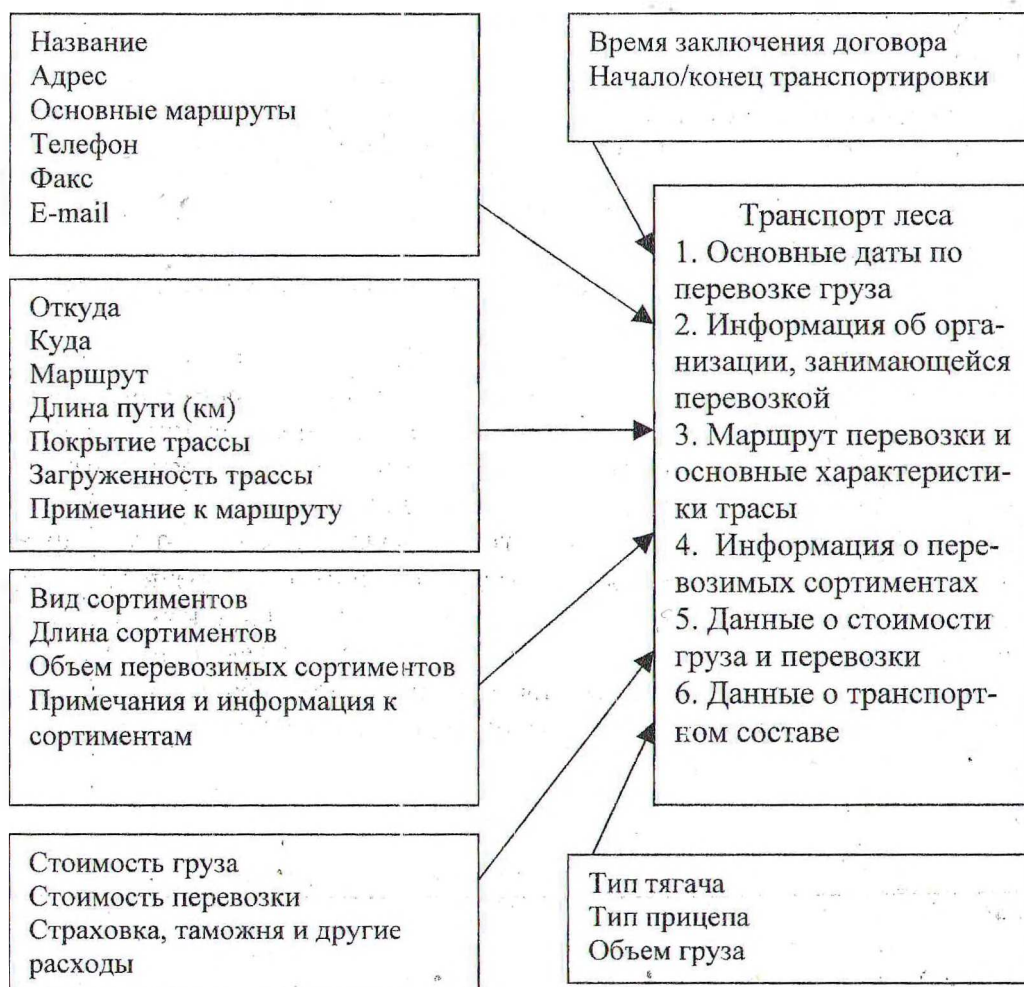 Название
Адрес
Основные маршруты
Телефон
Факс
E-mail
Время заключения договора
Начало/конец транспортировки
Откуда
Куда
Маршрут
Длина пути (км)
Покрытие трассы
Загруженность трассы
Примечание к маршруту
Вид сортиментов
Длина сортиментов
Объем перевозимых сортиментов
Примечания и информация к
сортиментам
Стоимость груза
Стоимость перевозки
Страховка, таможня и другие
расходы
Транспорт леса
1. Основные даты по
перевозке груза
2. Информация об орга-
низации, занимающейся
перевозкой
3. Маршрут перевозки и
основные характеристи-
ки трасы
4. Информация о пере-
возимых сортиментах
5. Данные о стоимости
груза и перевозки
6. Данные о транспорт-
ком составе
Тип тягача
Тип прицепа
Объем груза